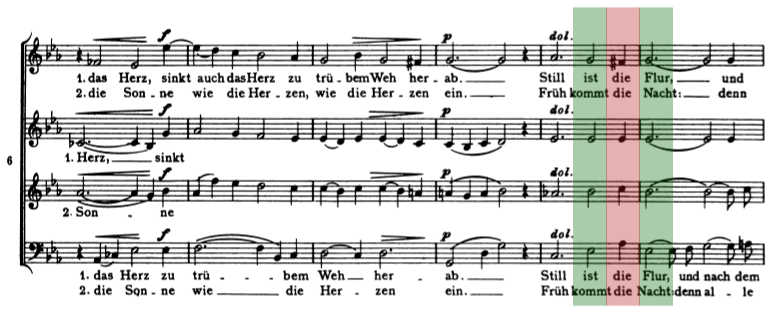 f f p dol.
1. das Herz, sinkt auch das Herz zu trü - bem Weh her - ab. Still ist die Flur, und
2. die Son - ne wie die Her - zen, wie die Her - zen ein. Früh kommt die Nacht: denn
f p dol.
6
1. Herz, sinkt
f p dol.
2. Son - ne
f p dol.
1. das Herz zu trü - - - bem Weh her - ab. Still ist die Flur, und nach dem
2. die Son - ne wie die Her - zen ein. Früh kommt die Nacht: denn al - le